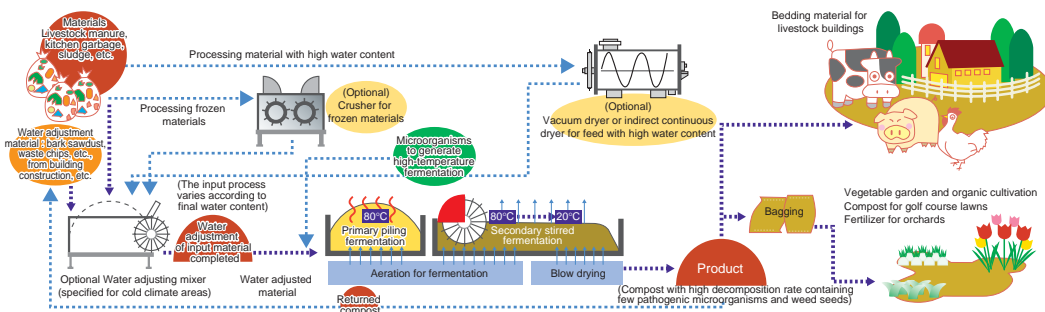 Materials
Livestock manure,
kitchen garbage,
sludge, etc.
Processing material with high water content
Processing frozen
materials
(Optional)
Crusher for
frozen materials
(Optional)
Vacuum dryer or indirect continuous
dryer for feed with high water content
Bedding material for
livestock buildings
Water adjustment
material : bark sawdust,
waste chips, etc.,
from building
construction, etc.
Microorganisms
to generate
high-temperature
fermentation
(The input process
varies according to
final water content)
Water
adjustment
of input material
completed
80℃
Primary piling
fermentation
80℃
20℃
Secondary stirred
fermentation
Bagging
Vegetable garden and organic cultivation
Compost for golf course lawns
Fertilizer for orchards
Optional Water adjusting mixer
(specified for cold climate areas)
Water adjusted
material
Aeration for fermentation
Blow drying
Product
(Compost with high decomposition rate containing
few pathogenic microorganisms and weed seeds)
Returned
compost